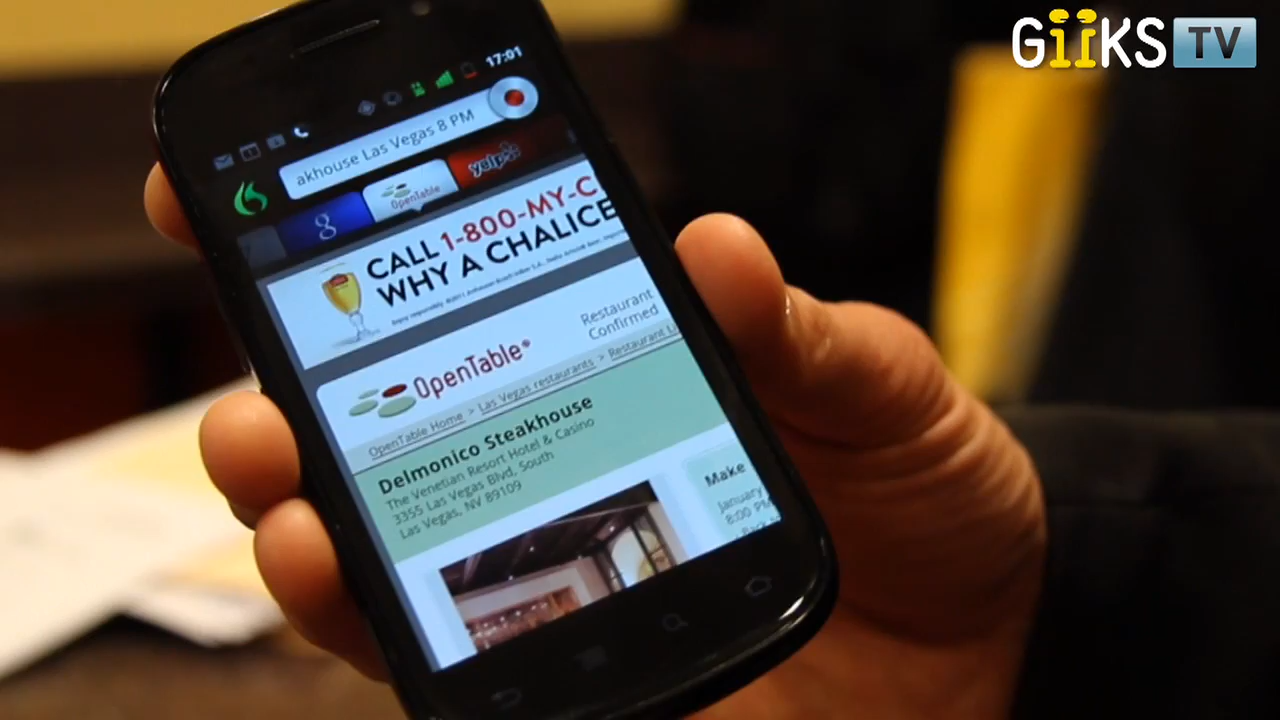 GiiKS TV
17:01
akhouse Las Vegas 8 PM
g
OpenTable
yelp
CALL 1-800-MY-C
WHY A CHALICE
Restaurant
Confirmed
OpenTable®
OpenTable Home > Las Vegas restaurants > Restaurant Li
Delmonico Steakhouse
The Venetian Resort Hotel & Casino
3355 Las Vegas Blvd, South
Las Vegas, NV 89109
Make
January
8:00 PM